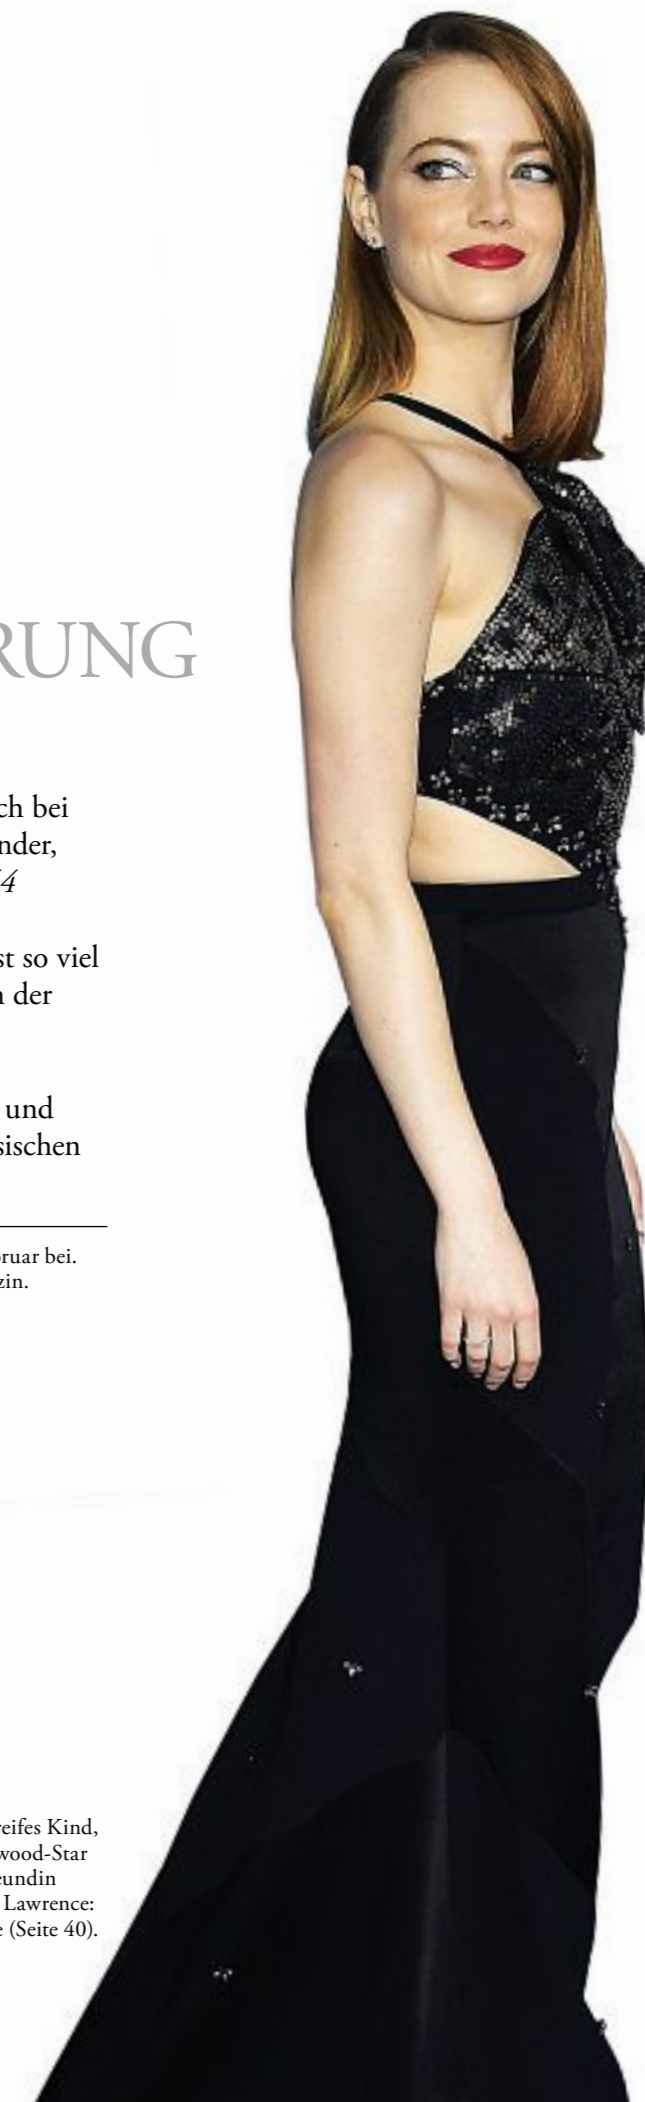 RUNG
ch bei
nder,
4
st so viel
n der
und
sischen
ruar bei.
zin.
reifes Kind,
wood-Star
eundin
Lawrence:
e (Seite 40).